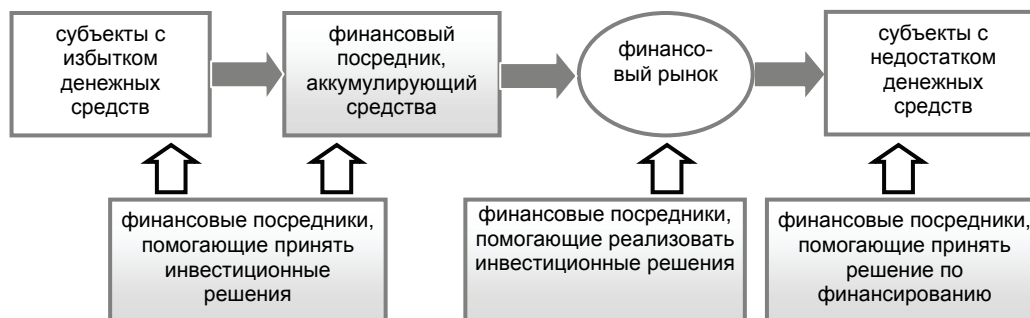 субъекты с
избытком
денежных
средств
финансовый
посредник,
аккумулирующий
средства
финансо-
вый рынок
субъекты с
недостатком
денежных
средств
финансовые посредники,
помогающие принять
инвестиционные
решения
финансовые посредники,
помогающие реализовать
инвестиционные решения
финансовые посредники,
помогающие принять
решение по
финансированию